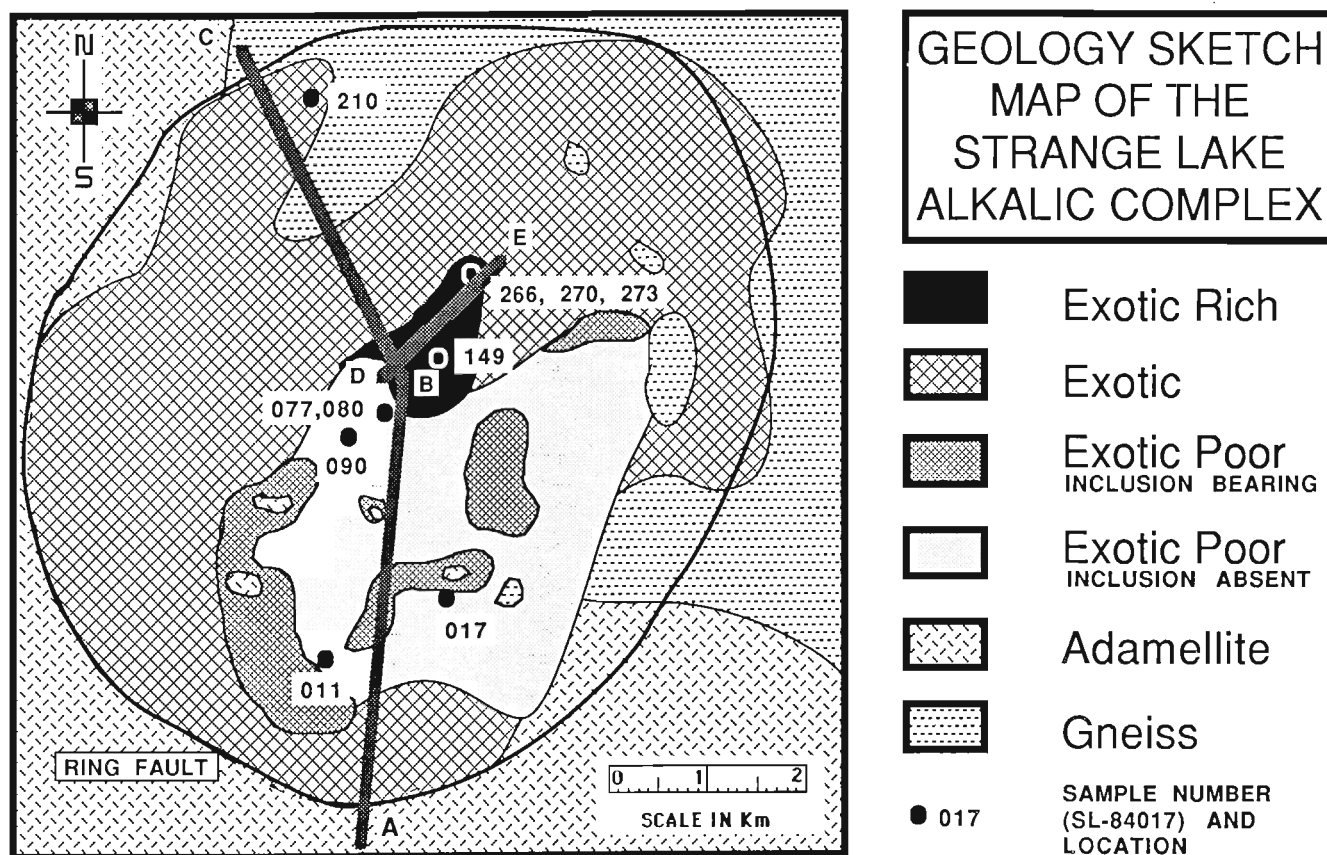 C
N
S
210
E
266, 270, 273
149
D
B
077,080
090
017
011
RING FAULT
A
0 1 2
SCALE IN Km
GEOLOGY SKETCH
MAP OF THE
STRANGE LAKE
ALKALIC COMPLEX
Exotic Rich
Exotic
Exotic Poor
INCLUSION BEARING
Exotic Poor
INCLUSION ABSENT
Adamellite
Gneiss
017
SAMPLE NUMBER
(SL-84017) AND
LOCATION